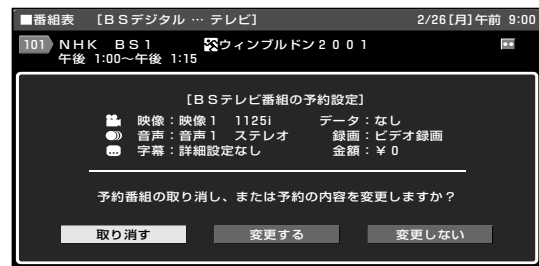 ■番組表 [BSデジタル … テレビ] 2/26[月]午前 9:00
101 NHK BS1 ウィンブルドン2001
午後 1:00~午後 1:15
[BSテレビ番組の予約設定]
映像:映像1 1125i データ:なし
音声:音声1 ステレオ 録画:ビデオ録画
字幕:詳細設定なし 金額:¥0
予約番組の取り消し、または予約の内容を変更しますか?
取り消す 変更する 変更しない